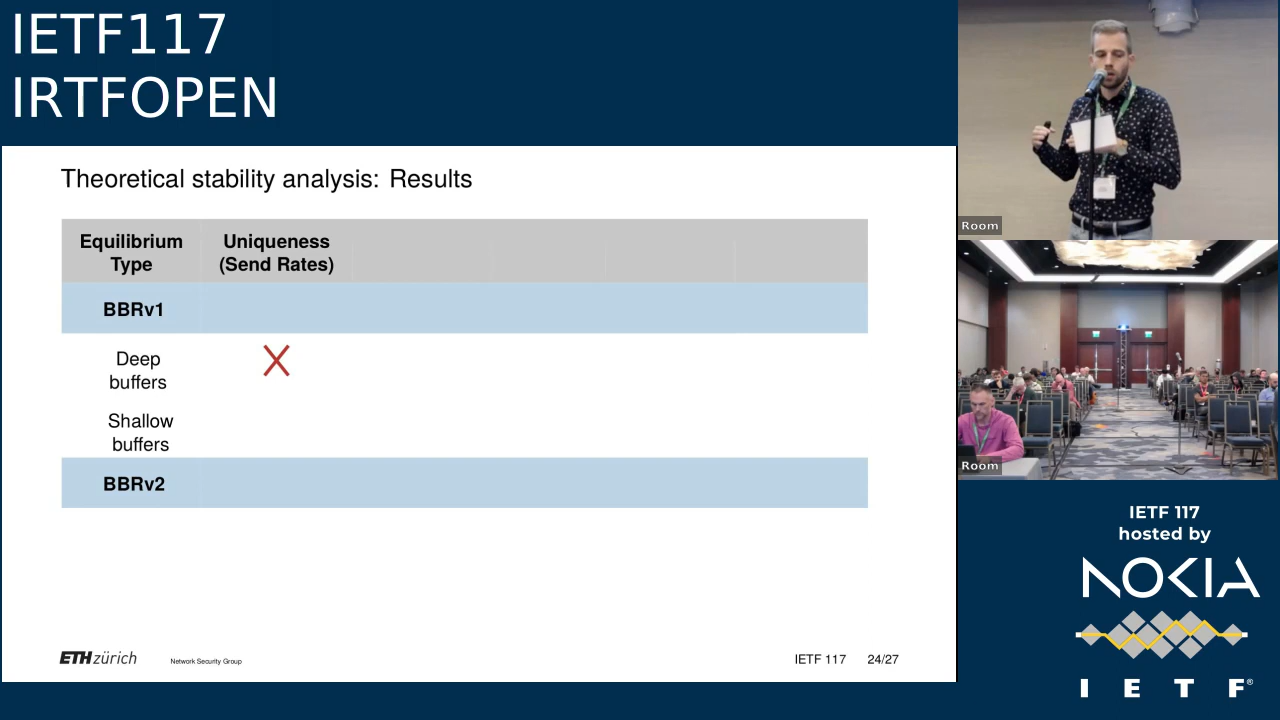 IETF117
IRTFOPEN
Theoretical stability analysis: Results
Equilibrium Type
Uniqueness (Send Rates)
BBRv1
Deep buffers
Shallow buffers
BBRv2
ETH zürich
Network Security Group
IETF 117
24/27
Room
Room
IETF 117
hosted by
NOKIA
I E T F®